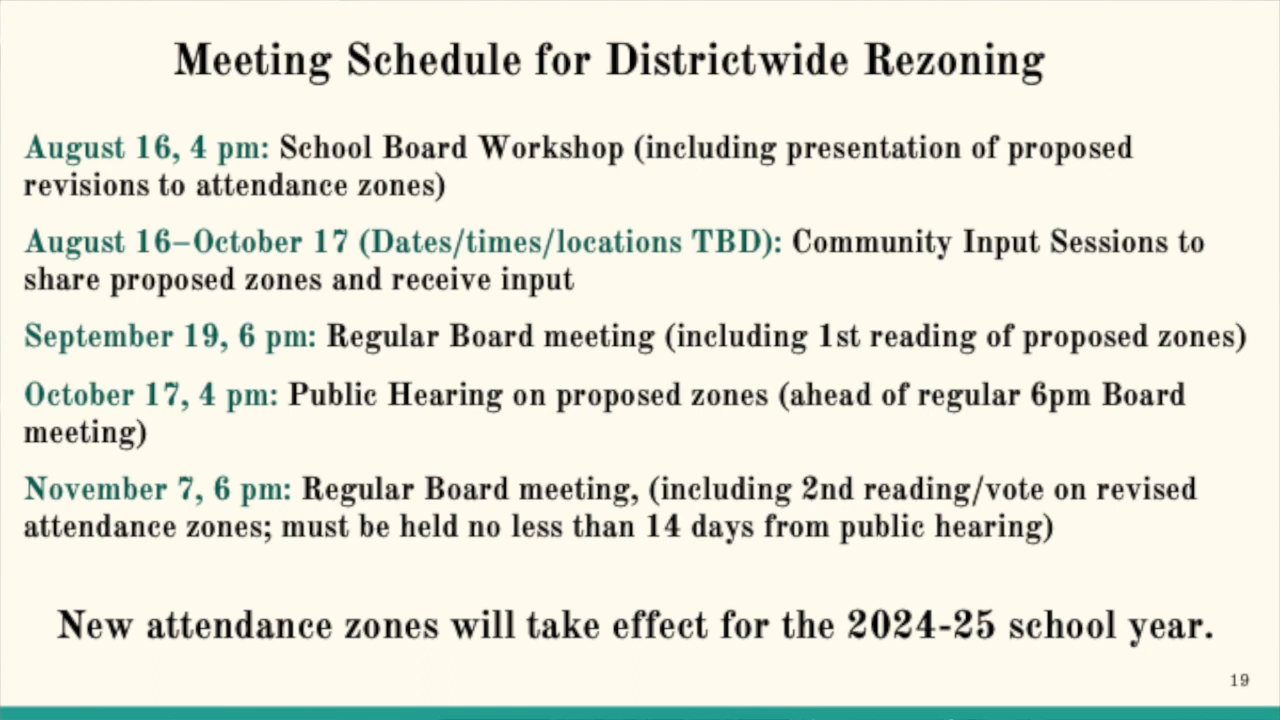 Meeting Schedule for Districtwide Rezoning
August 16, 4 pm: School Board Workshop (including presentation of proposed
revisions to attendance zones)
August 16–October 17 (Dates/times/locations TBD): Community Input Sessions to
share proposed zones and receive input
September 19, 6 pm: Regular Board meeting (including 1st reading of proposed zones)
October 17, 4 pm: Public Hearing on proposed zones (ahead of regular 6pm Board
meeting)
November 7, 6 pm: Regular Board meeting, (including 2nd reading/vote on revised
attendance zones; must be held no less than 14 days from public hearing)
New attendance zones will take effect for the 2024-25 school year.
19